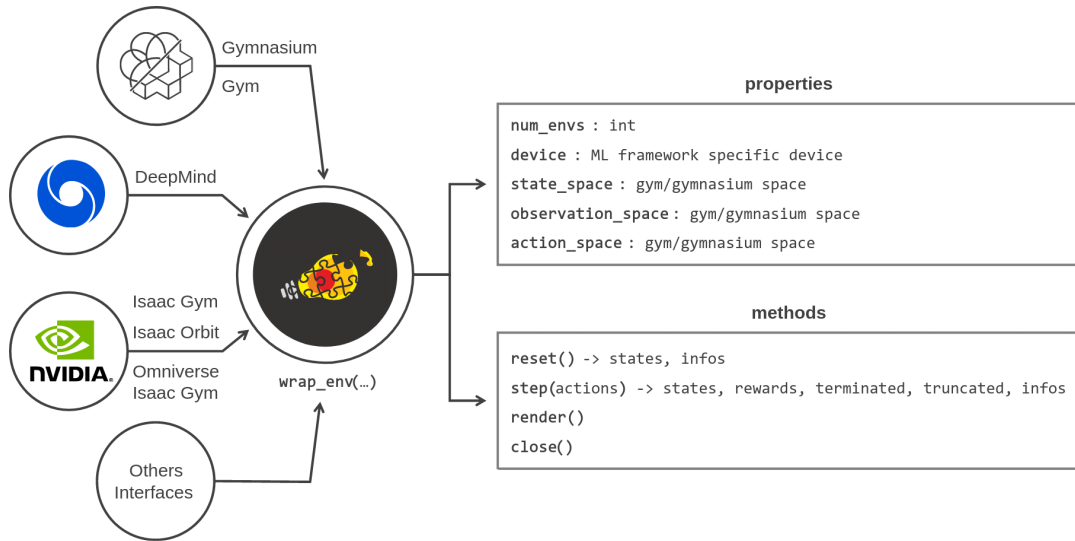 Gymnasium
Gym
DeepMind
Isaac Gym
Isaac Orbit
Omniverse
Isaac Gym
NVIDIA.
Others
Interfaces
wrap_env(…)
properties
num_envs : int
device : ML framework specific device
state_space : gym/gymnasium space
observation_space : gym/gymnasium space
action_space : gym/gymnasium space
methods
reset() -> states, infos
step(actions) -> states, rewards, terminated, truncated, infos
render()
close()